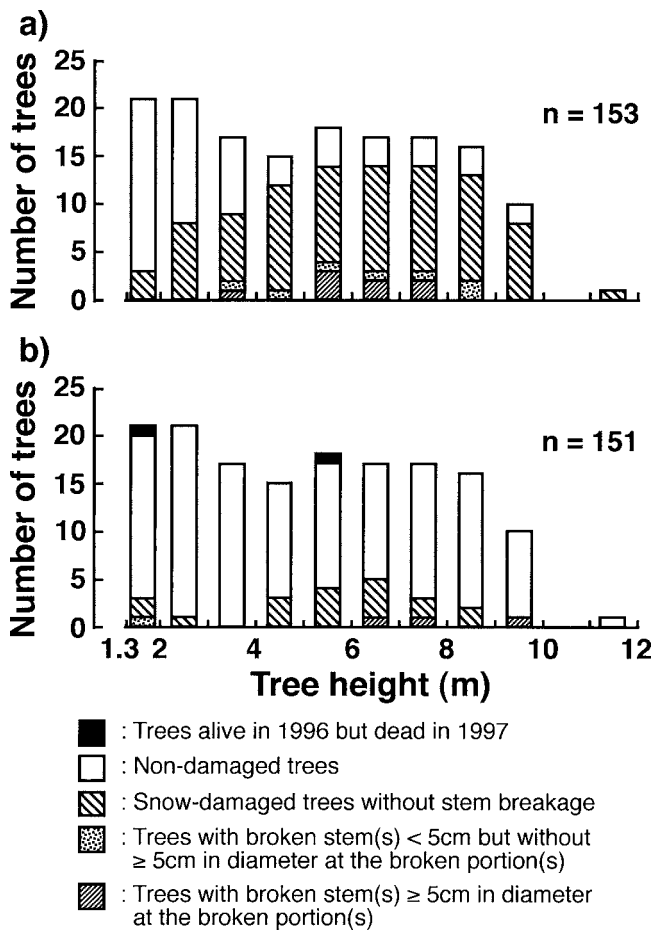 a)
Number of trees
25
20
15
10
5
0
n = 153
b)
Number of trees
25
20
15
10
5
0
n = 151
1.3 2 4 6 8 10 12
Tree height (m)
: Trees alive in 1996 but dead in 1997
: Non-damaged trees
: Snow-damaged trees without stem breakage
: Trees with broken stem(s) < 5cm but without
≥ 5cm in diameter at the broken portion(s)
: Trees with broken stem(s) ≥ 5cm in diameter
at the broken portion(s)